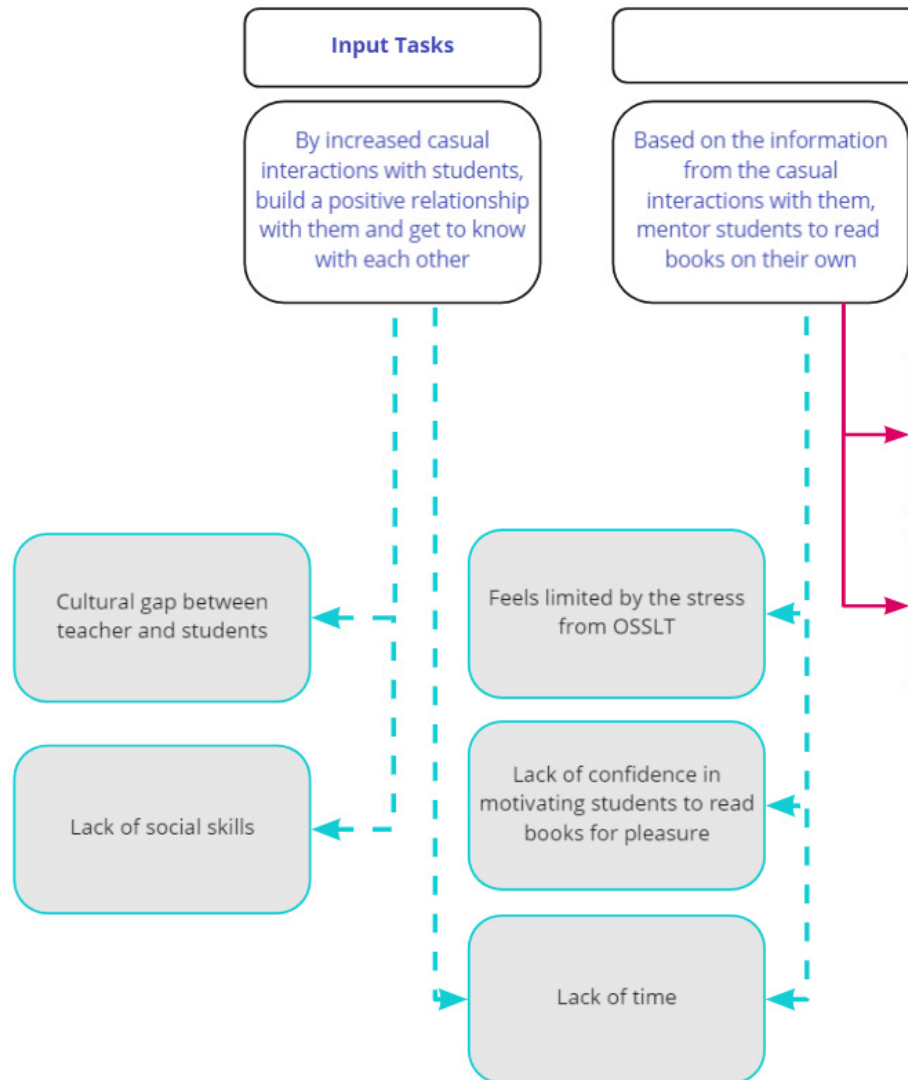 Input Tasks
By increased casual
interactions with students,
build a positive relationship
with them and get to know
with each other
Based on the information
from the casual
interactions with them,
mentor students to read
books on their own
Cultural gap between
teacher and students
Feels limited by the stress
from OSSLT
Lack of social skills
Lack of confidence in
motivating students to read
books for pleasure
Lack of time